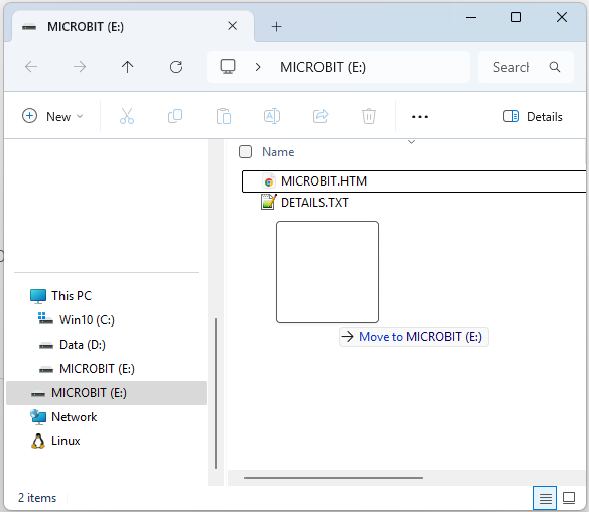 MICROBIT (E:)
MICROBIT (E:)
Search
New
Details
Name
MICROBIT.HTM
DETAILS.TXT
Move to MICROBIT (E:)
This PC
Win10 (C:)
Data (D:)
MICROBIT (E:)
MICROBIT (E:)
Network
Linux
2 items